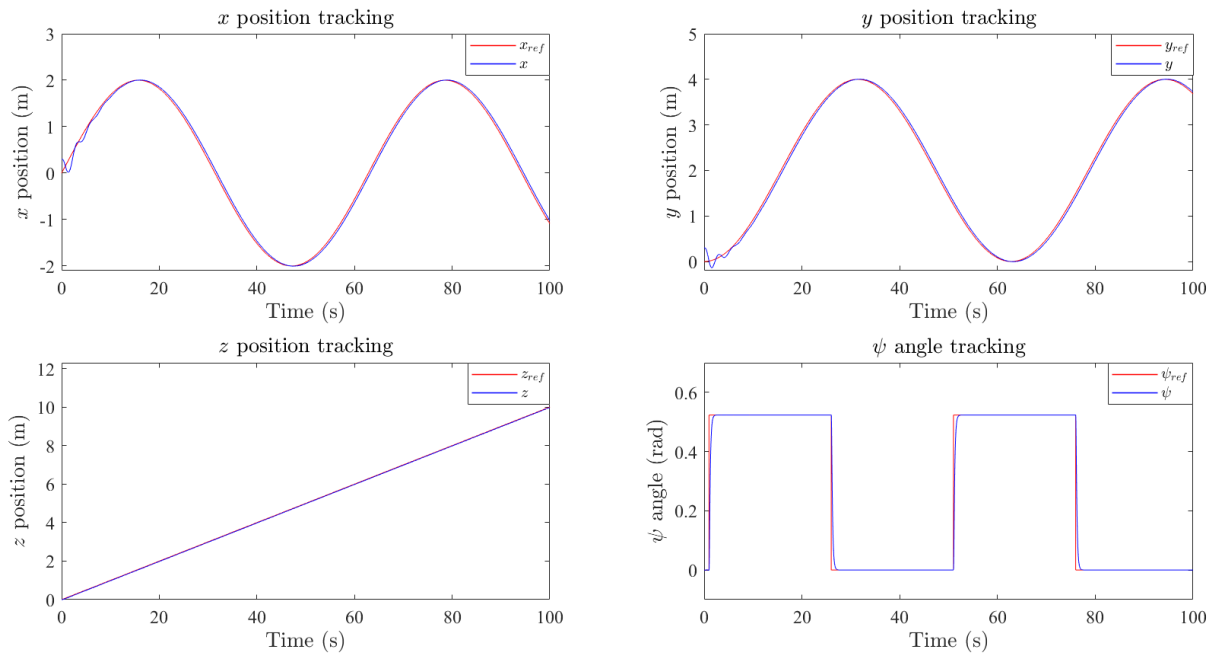 x position tracking
3
2
1
0
-1
-2
x position (m)
x_ref
x
0 20 40 60 80 100
Time (s)
y position tracking
5
4
3
2
1
0
y position (m)
y_ref
y
0 20 40 60 80 100
Time (s)
z position tracking
12
10
8
6
4
2
0
z position (m)
z_ref
z
0 20 40 60 80 100
Time (s)
ψ angle tracking
0.6
0.4
0.2
0
ψ angle (rad)
ψ_ref
ψ
0 20 40 60 80 100
Time (s)